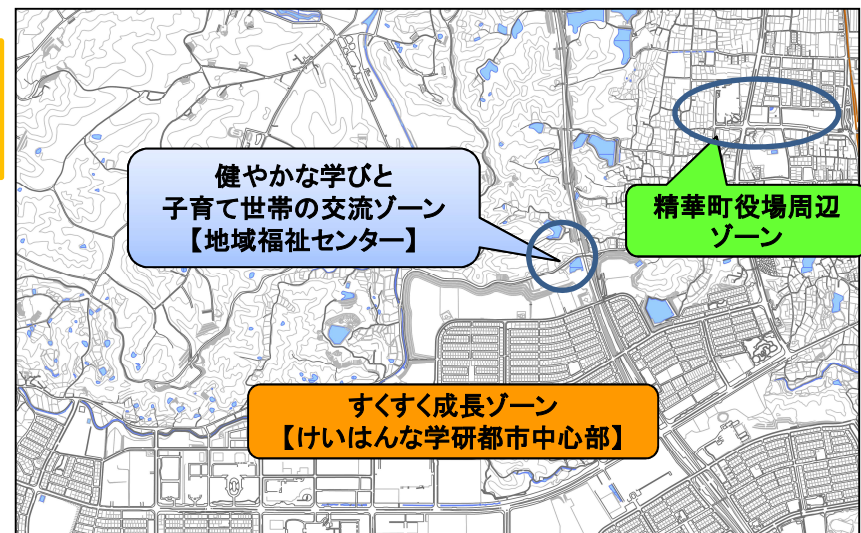 健やかな学びと
子育て世帯の交流ゾーン
【地域福祉センター】
精華町役場周辺
ゾーン
すくすく成長ゾーン
【けいはんな学研都市中心部】